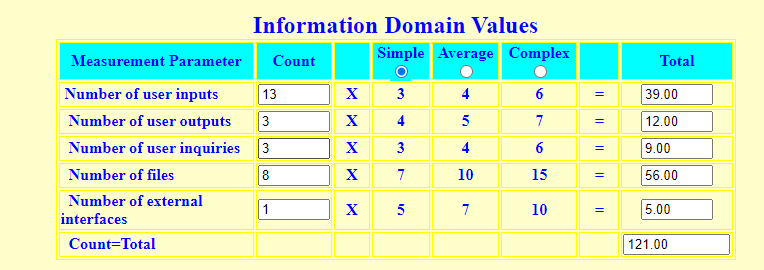 Information Domain Values
Measurement Parameter Count Simple Average Complex Total
Number of user inputs 13 X 3 4 6 = 39.00
Number of user outputs 3 X 4 5 7 = 12.00
Number of user inquiries 3 X 3 4 6 = 9.00
Number of files 8 X 7 10 15 = 56.00
Number of external
interfaces 1 X 5 7 10 = 5.00
Count=Total 121.00